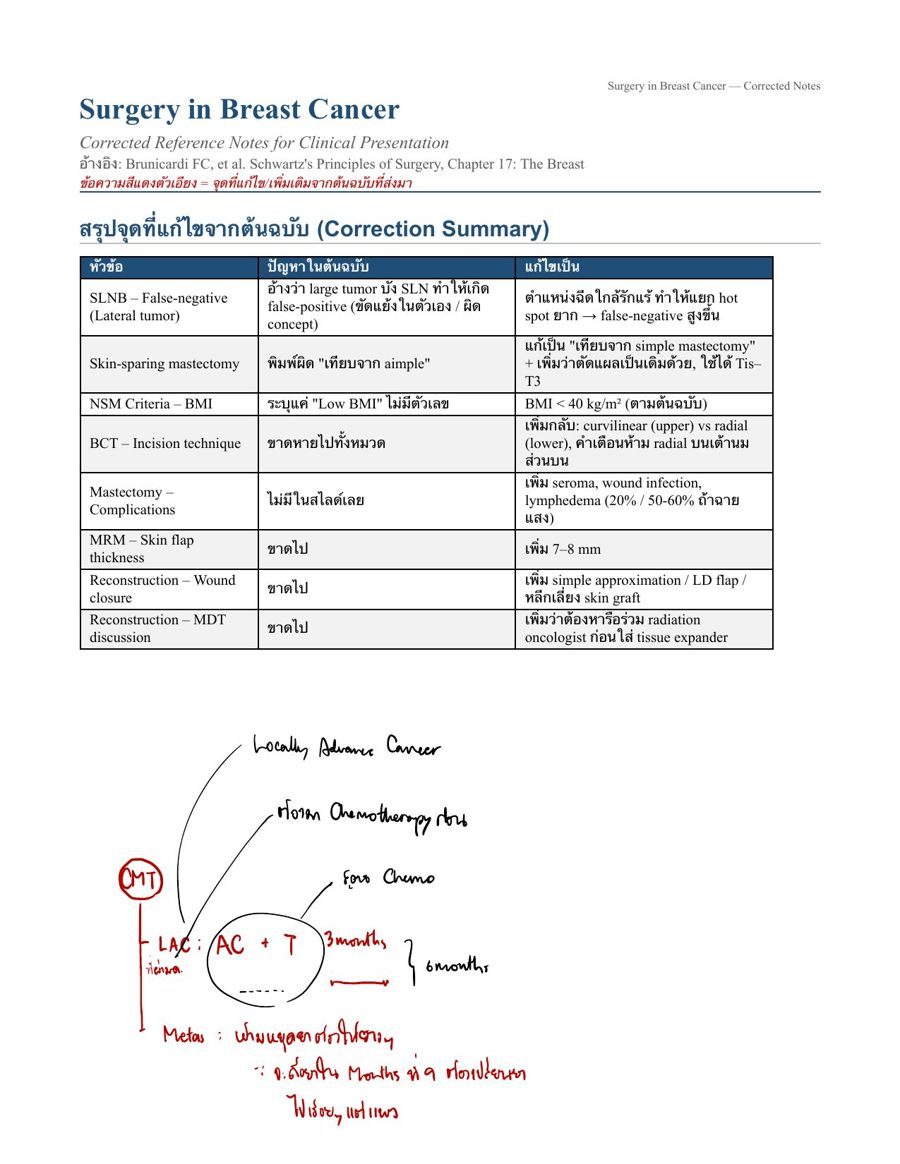 Surgery in Breast Cancer — Corrected Notes
Surgery in Breast Cancer
Corrected Reference Notes for Clinical Presentation
อ้างอิง: Brunicardi FC, et al. Schwartz's Principles of Surgery, Chapter 17: The Breast
ข้อความสีแดงตัวเอียง = จุดที่แก้ไข/เพิ่มเติมจากต้นฉบับที่ส่งมา
สรุปจุดที่แก้ไขจากต้นฉบับ (Correction Summary)
หัวข้อ
ปัญหาในต้นฉบับ
แก้ไขเป็น
SLNB – False-negative
(Lateral tumor)
อ้างว่า large tumor บัง SLN ทำให้เกิด
false-positive (ขัดแย้งในตัวเอง / ผิด
concept)
ตำแหน่งฉีดใกล้รักแร้ ทำให้แยก hot
spot ยาก → false-negative สูงขึ้น
Skin-sparing mastectomy
พิมพ์ผิด "เทียบจาก aimple"
แก้เป็น "เทียบจาก simple mastectomy"
+ เพิ่มว่าตัดแผลเป็นเดิมด้วย, ใช้ได้ Tis–
T3
NSM Criteria – BMI
ระบุแค่ "Low BMI" ไม่มีตัวเลข
BMI < 40 kg/m² (ตามต้นฉบับ)
BCT – Incision technique
ขาดหายไปทั้งหมวด
เพิ่มกลับ: curvilinear (upper) vs radial
(lower), คำเตือนห้าม radial บนเต้านม
ส่วนบน
Mastectomy –
Complications
ไม่มีในสไลด์เลย
เพิ่ม seroma, wound infection,
lymphedema (20% / 50-60% ถ้าฉาย
แสง)
MRM – Skin flap
thickness
ขาดไป
เพิ่ม 7–8 mm
Reconstruction – Wound
closure
ขาดไป
เพิ่ม simple approximation / LD flap /
หลีกเลี่ยง skin graft
Reconstruction – MDT
discussion
ขาดไป
เพิ่มว่าต้องหารือร่วม radiation
oncologist ก่อนใส่ tissue expander
Locally Advance Cancer
Chemotherapy ก่อน
CMT
สูตร Chemo
LAC : AC + T 3 months
6 months
Metas :
∵ Months ที่ 9
ไปเรื่อยๆ